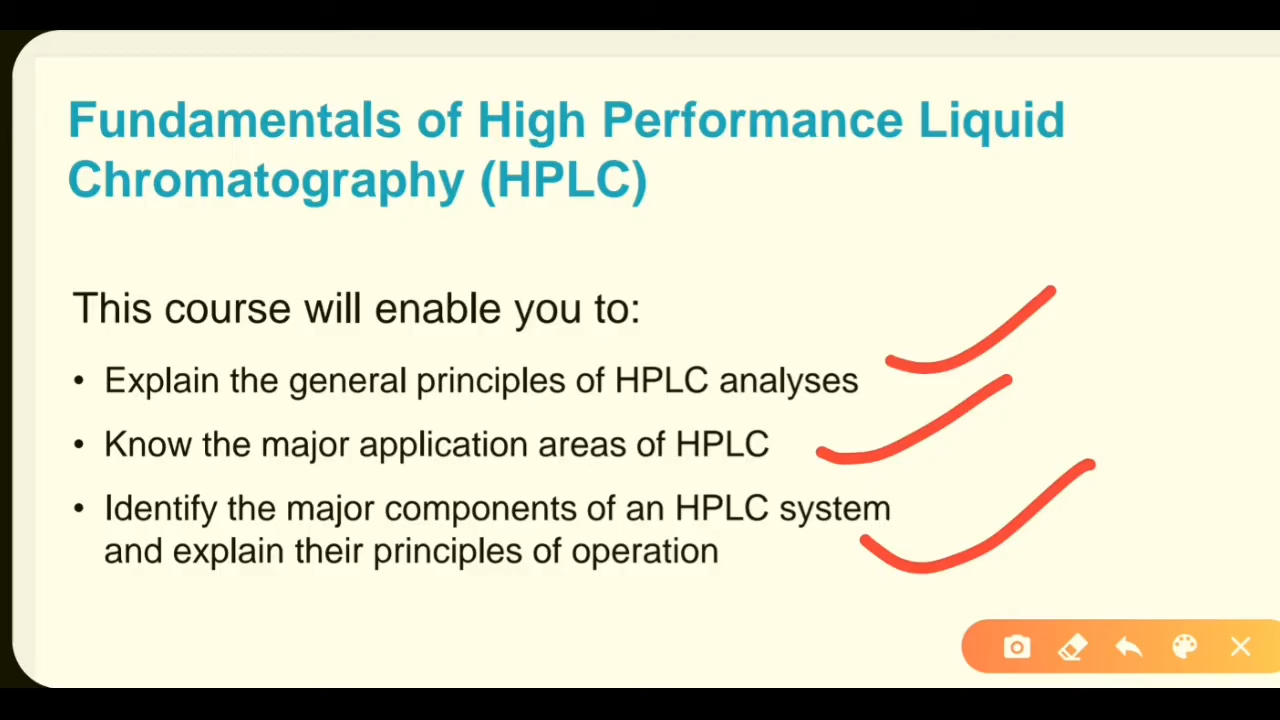 Fundamentals of High Performance Liquid
Chromatography (HPLC)
This course will enable you to:
• Explain the general principles of HPLC analyses
• Know the major application areas of HPLC
• Identify the major components of an HPLC system
and explain their principles of operation